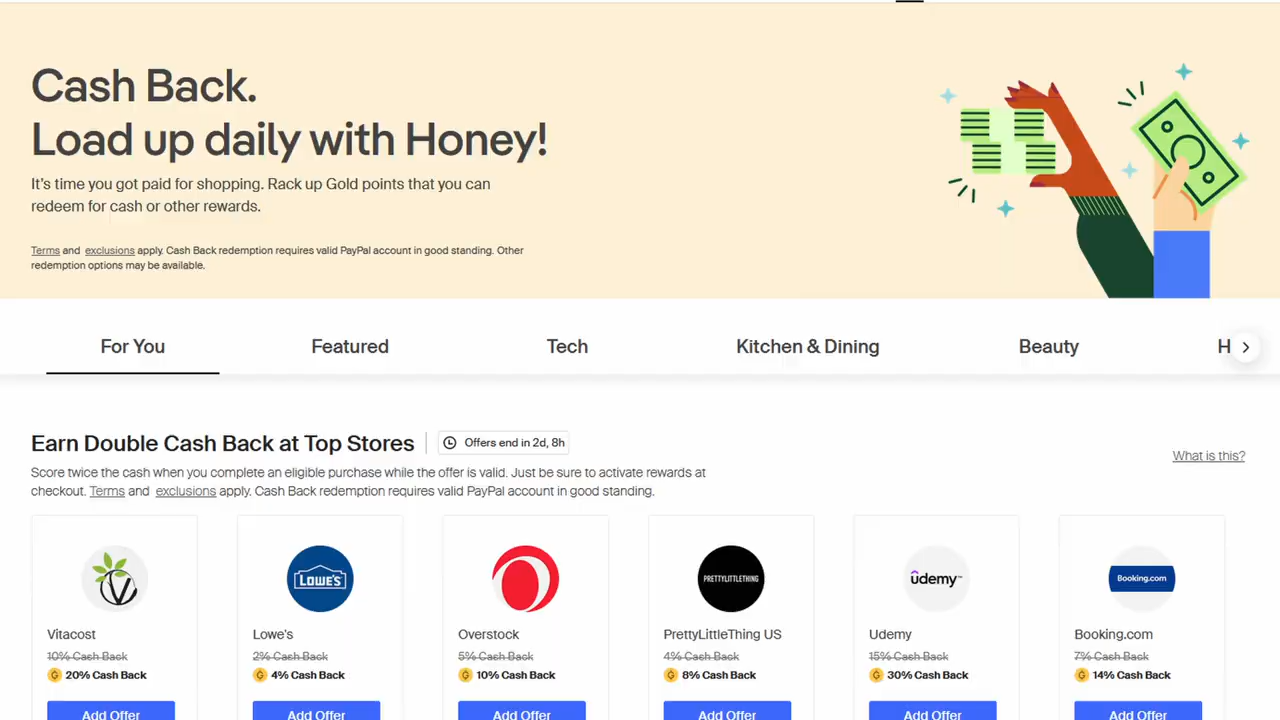 Cash Back.
Load up daily with Honey!
It's time you got paid for shopping. Rack up Gold points that you can
redeem for cash or other rewards.
Terms and exclusions apply. Cash Back redemption requires valid PayPal account in good standing. Other
redemption options may be available.
For You Featured Tech Kitchen & Dining Beauty H
Earn Double Cash Back at Top Stores Offers end in 2d, 8h
What is this?
Score twice the cash when you complete an eligible purchase while the offer is valid. Just be sure to activate rewards at
checkout. Terms and exclusions apply. Cash Back redemption requires valid PayPal account in good standing.
V LOWE'S PRETTYLITTLETHING ûdemy™ Booking.com
Vitacost Lowe's Overstock PrettyLittleThing US Udemy Booking.com
10% Cash Back 2% Cash Back 5% Cash Back 4% Cash Back 15% Cash Back 7% Cash Back
20% Cash Back 4% Cash Back 10% Cash Back 8% Cash Back 30% Cash Back 14% Cash Back
Add Offer Add Offer Add Offer Add Offer Add Offer Add Offer